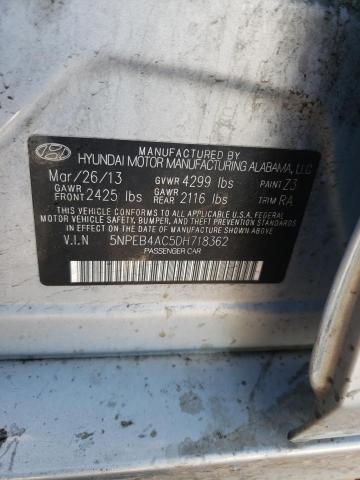 MANUFACTURED BY
HYUNDAI MOTOR MANUFACTURING ALABAMA, LLC
Mar/26/13 GVWR 4299 lbs PAINT Z3
GAWR FRONT 2425 lbs GAWR REAR 2116 lbs TRIM RA
THIS VEHICLE CONFORMS TO ALL APPLICABLE U.S. FEDERAL
MOTOR VEHICLE SAFETY, BUMPER, AND THEFT PREVENTION STANDARDS
IN EFFECT ON THE DATE OF MANUFACTURE SHOWN ABOVE.
V.I.N 5NPEB4AC5DH718362
PASSENGER CAR